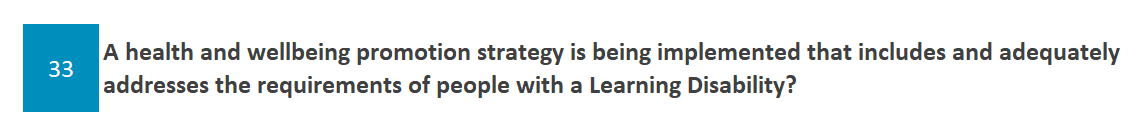 33
A health and wellbeing promotion strategy is being implemented that includes and adequately
addresses the requirements of people with a Learning Disability?